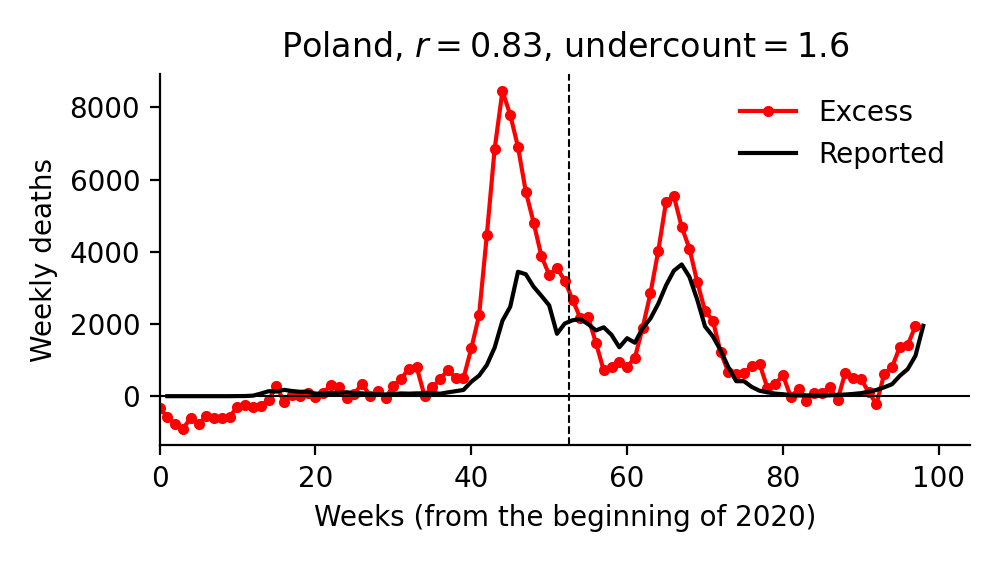 Poland, r = 0.83, undercount = 1.6
Excess
Reported
Weekly deaths
8000
6000
4000
2000
0
0 20 40 60 80 100
Weeks (from the beginning of 2020)